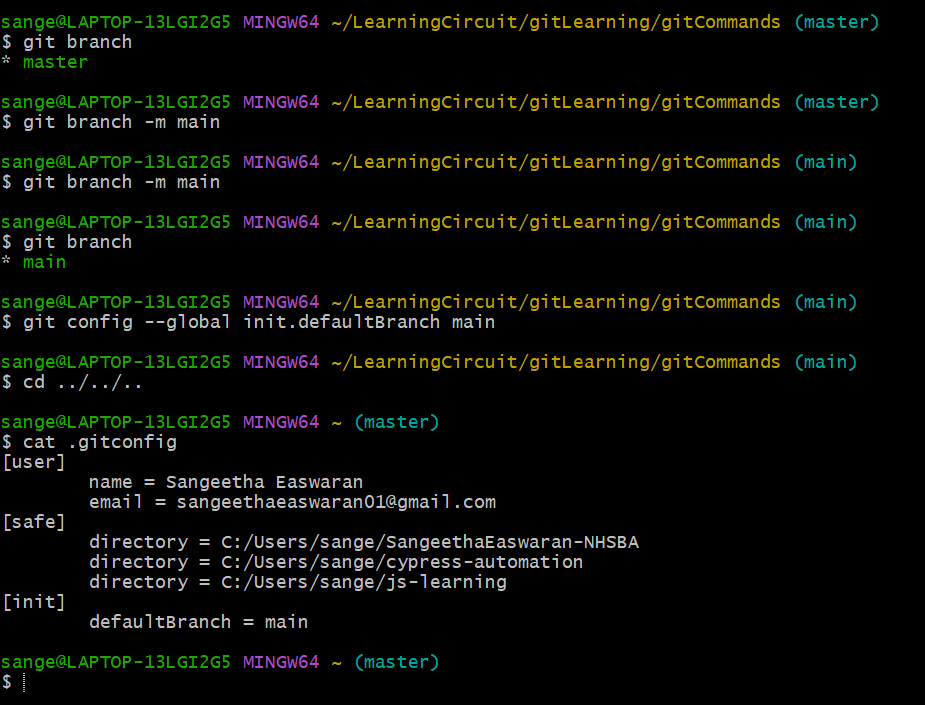 sange@LAPTOP-13LGI2G5 MINGW64 ~/LearningCircuit/gitLearning/gitCommands (master)
$ git branch
* master
sange@LAPTOP-13LGI2G5 MINGW64 ~/LearningCircuit/gitLearning/gitCommands (master)
$ git branch -m main
sange@LAPTOP-13LGI2G5 MINGW64 ~/LearningCircuit/gitLearning/gitCommands (main)
$ git branch -m main
sange@LAPTOP-13LGI2G5 MINGW64 ~/LearningCircuit/gitLearning/gitCommands (main)
$ git branch
* main
sange@LAPTOP-13LGI2G5 MINGW64 ~/LearningCircuit/gitLearning/gitCommands (main)
$ git config --global init.defaultBranch main
sange@LAPTOP-13LGI2G5 MINGW64 ~/LearningCircuit/gitLearning/gitCommands (main)
$ cd ../../..
sange@LAPTOP-13LGI2G5 MINGW64 ~ (master)
$ cat .gitconfig
[user]
        name = Sangeetha Easwaran
        email = sangeethaeaswaran01@gmail.com
[safe]
        directory = C:/Users/sange/SangeethaEaswaran-NHSBA
        directory = C:/Users/sange/cypress-automation
        directory = C:/Users/sange/js-learning
[init]
        defaultBranch = main
sange@LAPTOP-13LGI2G5 MINGW64 ~ (master)
$